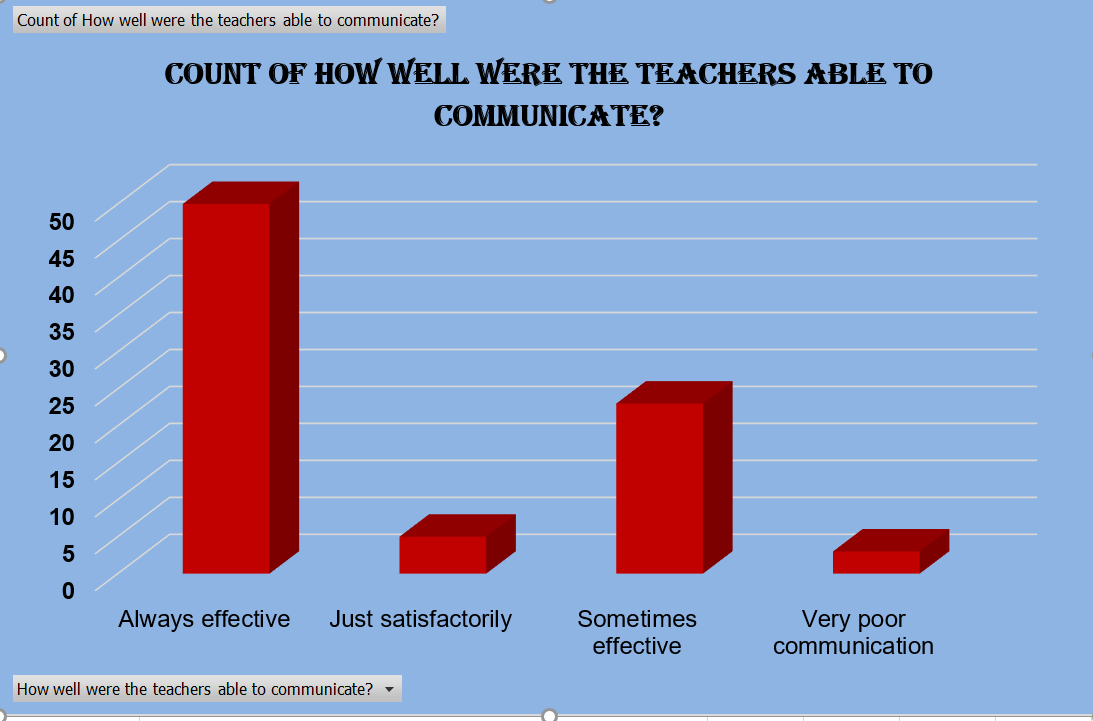 Count of How well were the teachers able to communicate?
COUNT OF HOW WELL WERE THE TEACHERS ABLE TO
COMMUNICATE?
50
45
40
35
30
25
20
15
10
5
0
Always effective
Just satisfactorily
Sometimes
effective
Very poor
communication
How well were the teachers able to communicate?